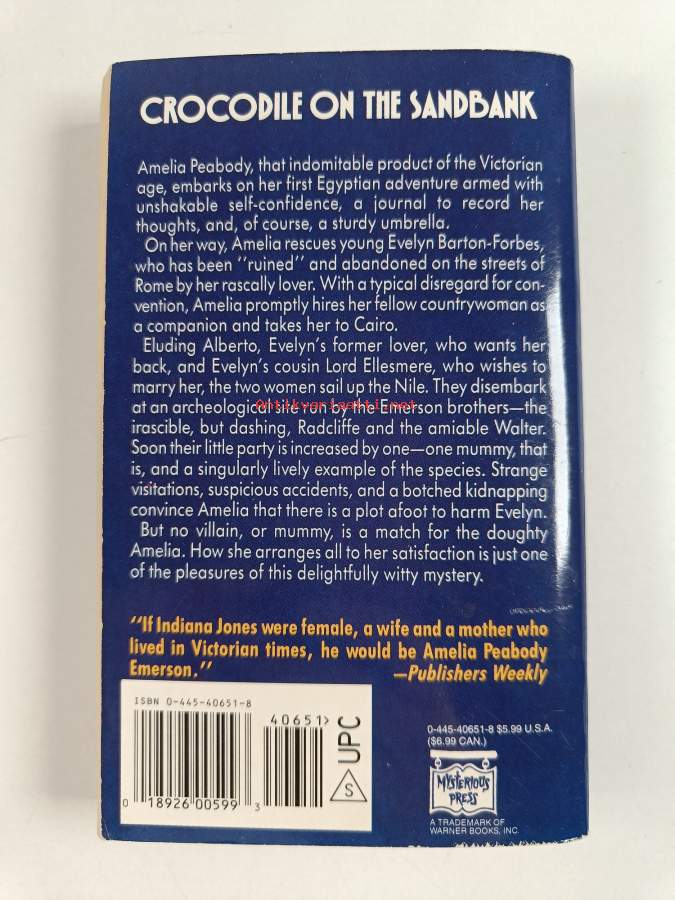 CROCODILE ON THE SANDBANK
Amelia Peabody, that indomitable product of the Victorian
age, embarks on her first Egyptian adventure armed with
unshakable self-confidence, a journal to record her
thoughts, and, of course, a sturdy umbrella.
On her way, Amelia rescues young Evelyn Barton-Forbes,
who has been "ruined" and abandoned on the streets of
Rome by her rascally lover. With a typical disregard for con-
vention, Amelia promptly hires her fellow countrywoman as
a companion and takes her to Cairo.
Eluding Alberto, Evelyn's former lover, who wants her
back, and Evelyn's cousin Lord Ellesmere, who wishes to
marry her, the two women sail up the Nile. They disembark
at an archeological site run by the Emerson brothers—the
Antikvariaatti.net
irascible, but dashing, Radcliffe and the amiable Walter.
Soon their little party is increased by one—one mummy, that
is, and a singularly lively example of the species. Strange
visitations, suspicious accidents, and a botched kidnapping
convince Amelia that there is a plot afoot to harm Evelyn.
But no villain, or mummy, is a match for the doughty
Amelia. How she arranges all to her satisfaction is just one
of the pleasures of this delightfully witty mystery.
"If Indiana Jones were female, a wife and a mother who
lived in Victorian times, he would be Amelia Peabody
Emerson."
—Publishers Weekly
ISBN 0-445-40651-8
40651>
UPC
S
0 18926 00599 3
0-445-40651-8 $5.99 U.S.A.
($6.99 CAN.)
MYSTERIOUS
PRESS
A TRADEMARK OF
WARNER BOOKS, INC.